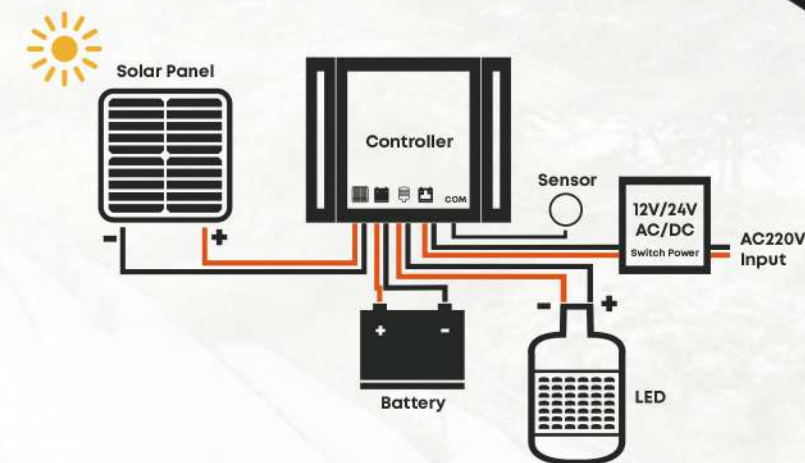 Solar Panel
Controller
COM
Sensor
12V/24V
AC/DC
Switch Power
AC220V
Input
- +
+ -
Battery
- +
LED